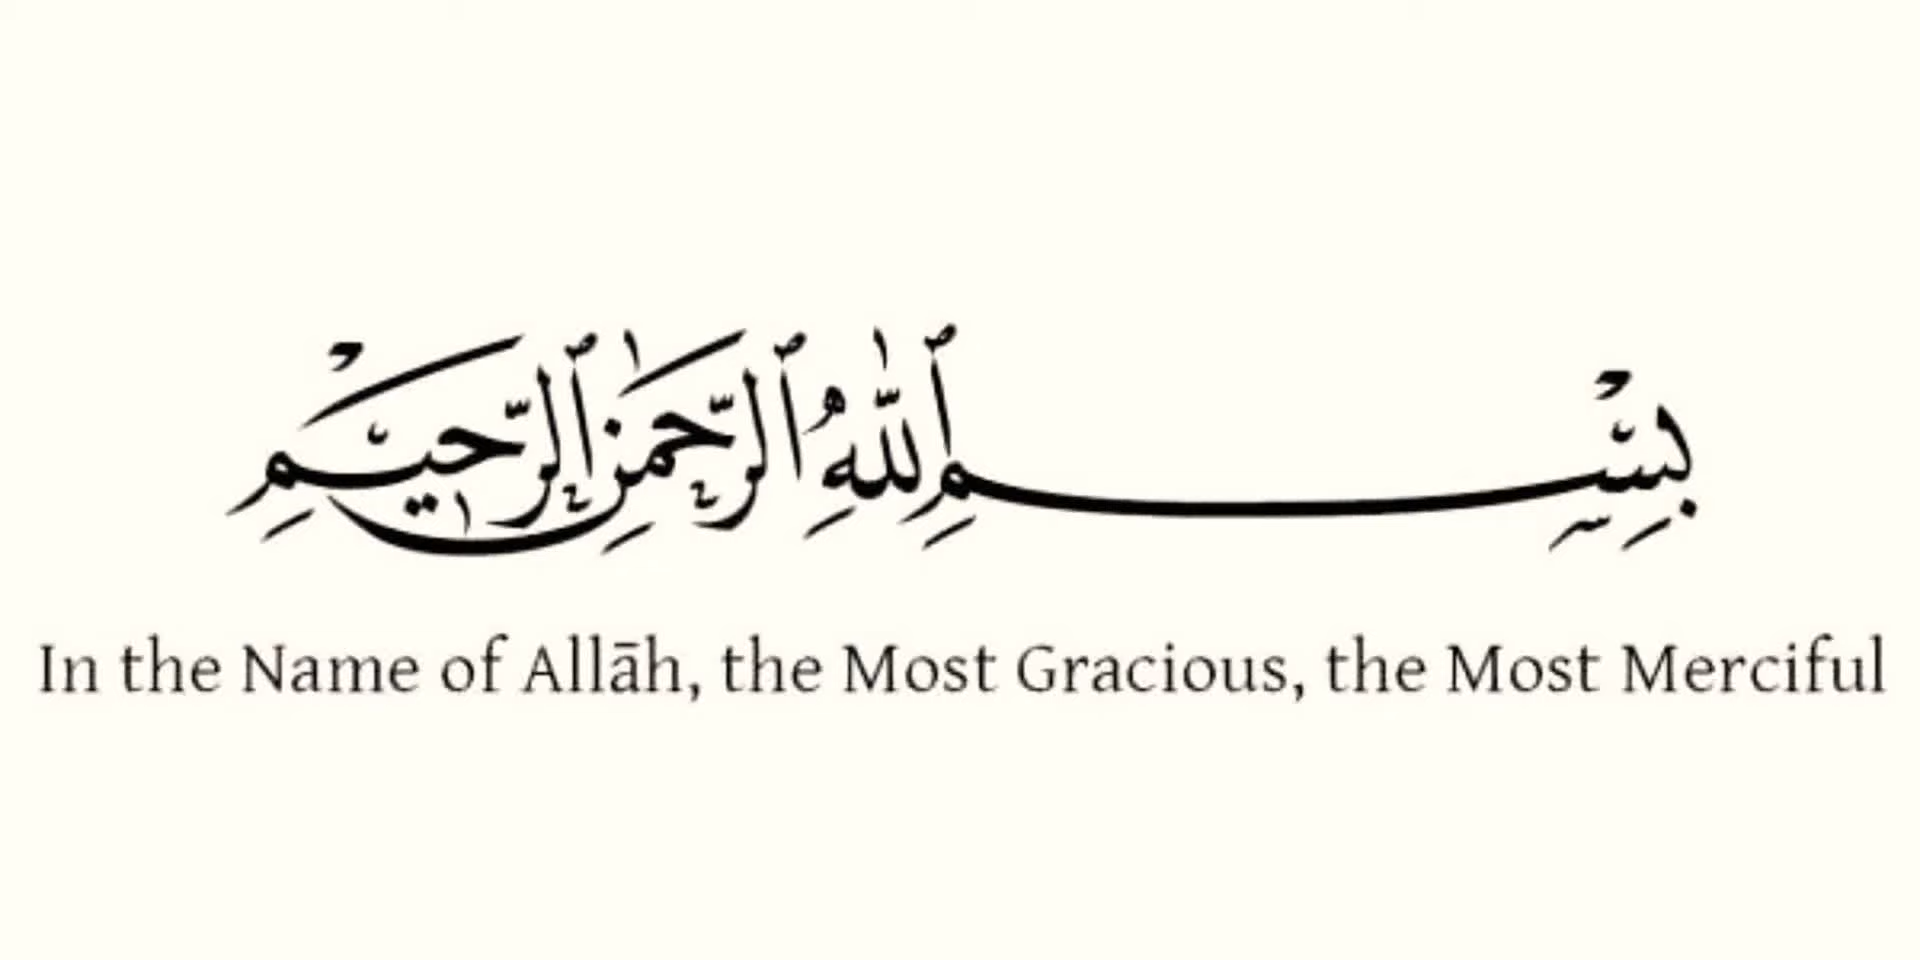 بِسْمِ ٱللَّٰهِ ٱلرَّحْمَٰنِ ٱلرَّحِيمِ
In the Name of Allāh, the Most Gracious, the Most Merciful